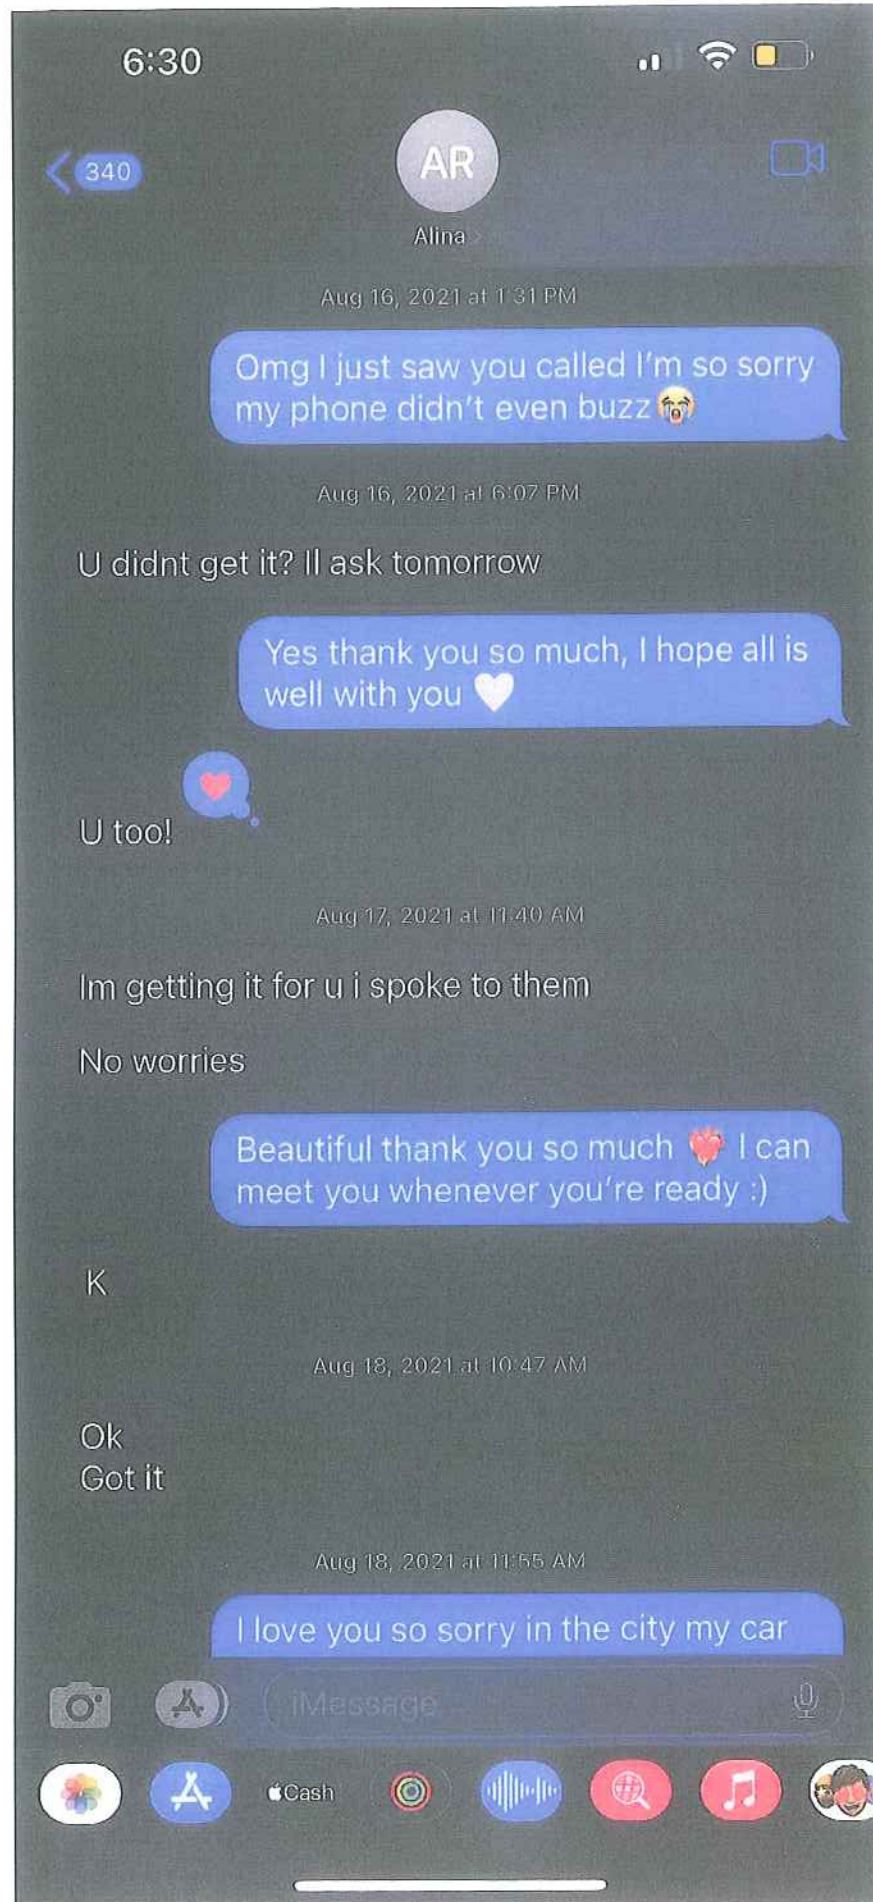 6:30
340
AR
Alina
Aug 16, 2021 at 1:31 PM
Omg I just saw you called I'm so sorry
my phone didn't even buzz😭
Aug 16, 2021 at 6:07 PM
U didnt get it? Il ask tomorrow
Yes thank you so much, I hope all is
well with you 🤍
U too!
Aug 17, 2021 at 11:40 AM
Im getting it for u i spoke to them
No worries
Beautiful thank you so much 💖 I can
meet you whenever you're ready :)
K
Aug 18, 2021 at 10:47 AM
Ok
Got it
Aug 18, 2021 at 11:55 AM
I love you so sorry in the city my car
iMessage
Cash